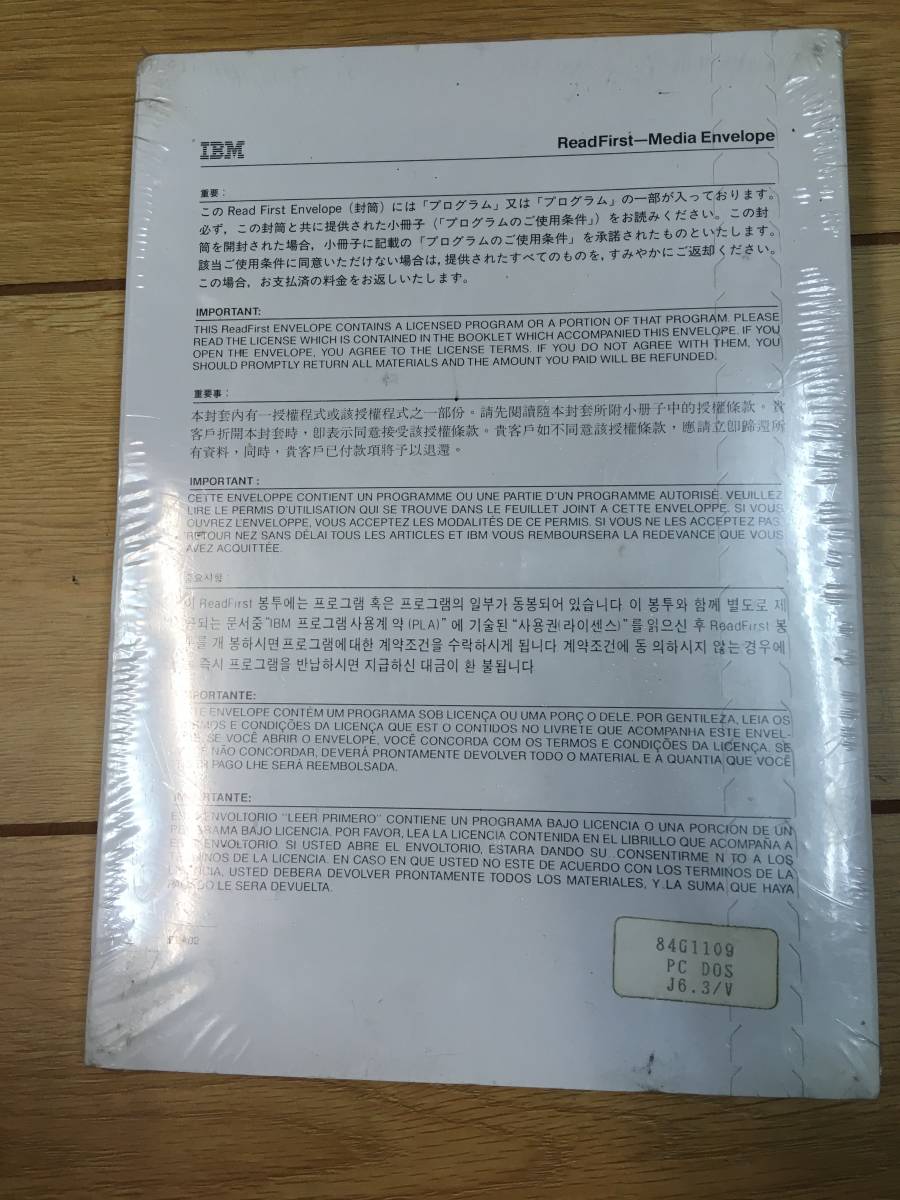 IBM
ReadFirst—Media Envelope
重要：
この Read First Envelope（封筒）には「プログラム」又は「プログラム」の一部が入っております。
必ず，この封筒と共に提供された小冊子（「プログラムのご使用条件」）をお読みください。この封
筒を開封された場合，小冊子に記載の「プログラムのご使用条件」を承諾されたものといたします。
該当ご使用条件に同意いただけない場合は，提供されたすべてのものを，すみやかにご返却ください。
この場合，お支払済の料金をお返しいたします。
IMPORTANT:
THIS ReadFirst ENVELOPE CONTAINS A LICENSED PROGRAM OR A PORTION OF THAT PROGRAM. PLEASE
READ THE LICENSE WHICH IS CONTAINED IN THE BOOKLET WHICH ACCOMPANIED THIS ENVELOPE. IF YOU
OPEN THE ENVELOPE, YOU AGREE TO THE LICENSE TERMS. IF YOU DO NOT AGREE WITH THEM, YOU
SHOULD PROMPTLY RETURN ALL MATERIALS AND THE AMOUNT YOU PAID WILL BE REFUNDED.
重要事：
本封套內有一授權程式或該授權程式之一部份。請先閱讀隨本封套所附小冊子中的授權條款。貴
客戶折開本封套時，卽表示同意接受該授權條款。貴客戶如不同意該授權條款，應請立卽歸還所
有資料，同時，貴客戶已付款項將予以退還。
IMPORTANT :
CETTE ENVELOPPE CONTIENT UN PROGRAMME OU UNE PARTIE D'UN PROGRAMME AUTORISÉ. VEUILLEZ
LIRE LE PERMIS D'UTILISATION QUI SE TROUVE DANS LE FEUILLET JOINT A CETTE ENVELOPPE. SI VOUS
OUVREZ L'ENVELOPPE, VOUS ACCEPTEZ LES MODALITÉS DE CE PERMIS. SI VOUS NE LES ACCEPTEZ PAS,
RETOUR NEZ SANS DÉLAI TOUS LES ARTICLES ET IBM VOUS REMBOURSERA LA REDEVANCE QUE VOUS
AVEZ ACQUITTÉE.
중요사항:
이 ReadFirst 봉투에는 프로그램 혹은 프로그램의 일부가 동봉되어 있습니다 이 봉투와 함께 별도로 제
공되는 문서중 "IBM 프로그램 사용계 약 (PLA)" 에 기술된 "사용권(라이센스)" 를 읽으신 후 ReadFirst 봉
를 개 봉하시면 프로그램에 대한 계약조건을 수락하시게 됩니다 계약조건에 동 의하시지 않는 경우에
즉시 프로그램을 반납하시면 지급하신 대금이 환 불됩니다
PORTANTE:
TE ENVELOPE CONTÉM UM PROGRAMA SOB LICENÇA OU UMA PORÇ O DELE. POR GENTILEZA, LEIA OS
MOS E CONDIÇÕES DA LICENÇA QUE EST O CONTIDOS NO LIVRETE QUE ACOMPANHA ESTE ENVEL-
SE VOCÊ ABRIR O ENVELOPE, VOCÊ CONCORDA COM OS TERMOS E CONDIÇÕES DA LICENÇA. SE
NÃO CONCORDAR, DEVERÁ PRONTAMENTE DEVOLVER TODO O MATERIAL E A QUANTIA QUE VOCÊ
PAGO LHE SERÁ REEMBOLSADA.
IMPORTANTE:
ENVOLTORIO "LEER PRIMERO" CONTIENE UN PROGRAMA BAJO LICENCIA O UNA PORCION DE UN
PROGRAMA BAJO LICENCIA. POR FAVOR, LEA LA LICENCIA CONTENIDA EN EL LIBRILLO QUE ACOMPAÑA A
ENVOLTORIO SI USTED ABRE EL ENVOLTORIO, ESTARA DANDO SU CONSENTIRME N TO A LOS
INOS DE LA LICENCIA. EN CASO EN QUE USTED NO ESTE DE ACUERDO CON LOS TERMINOS DE LA
CIA, USTED DEBERA DEVOLVER PRONTAMENTE TODOS LOS MATERIALES, Y LA SUMA QUE HAYA
LE SERA DEVUELTA.
84G1109
PC DOS
J6.3/V